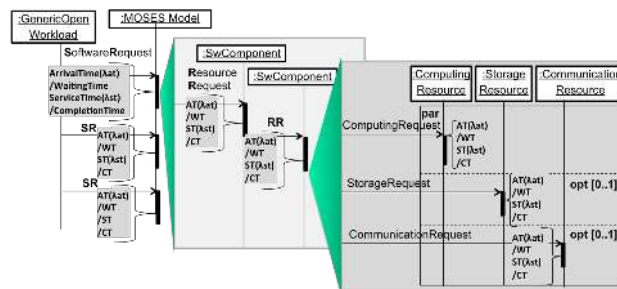 :GenericOpen
Workload
:MOSES Model
SoftwareRequest
ArrivalTime(λat)
/WaitingTime
ServiceTime(λst)
/CompletionTime
SR
AT(λat)
/WT
ST(λst)
/CT
SR
AT(λat)
/WT
/ST
/CT
:SwComponent
Resource
Request
AT(λat)
/WT
ST(λst)
/CT
:SwComponent
RR
AT(λat)
/WT
ST(λst)
/CT
:Computing
Resource
:Storage
Resource
:Communication
Resource
par
ComputingRequest
AT(λat)
/WT
ST(λst)
/CT
StorageRequest
AT(λat)
/WT
ST(λst)
/CT
opt [0..1]
CommunicationRequest
AT(λat)
/WT
ST(λst)
/CT
opt [0..1]